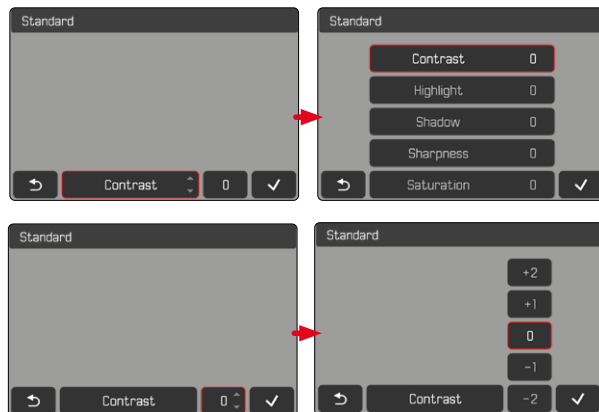 Standard
Contrast 0
Standard
Contrast 0
Highlight 0
Shadow 0
Sharpness 0
Saturation 0
Standard
Contrast 0
Standard
+2
+1
0
-1
Contrast -2